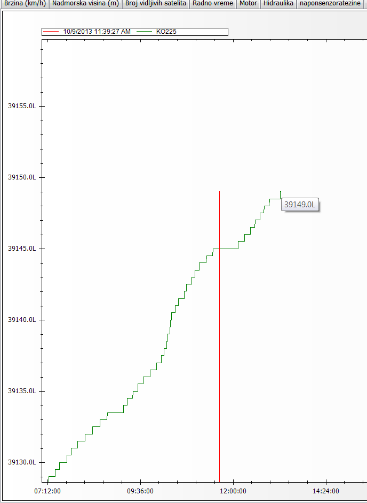 Brzina (km/h) Nadmorska visina (m) Broj vidljivih satelita Radno vreme Motor Hidraulika naponsenzoratezine
10/9/2013 11:39:27 AM KO225
39155.0L
39150.0L
39149.0L
39145.0L
39140.0L
39135.0L
39130.0L
07:12:00 09:36:00 12:00:00 14:24:00